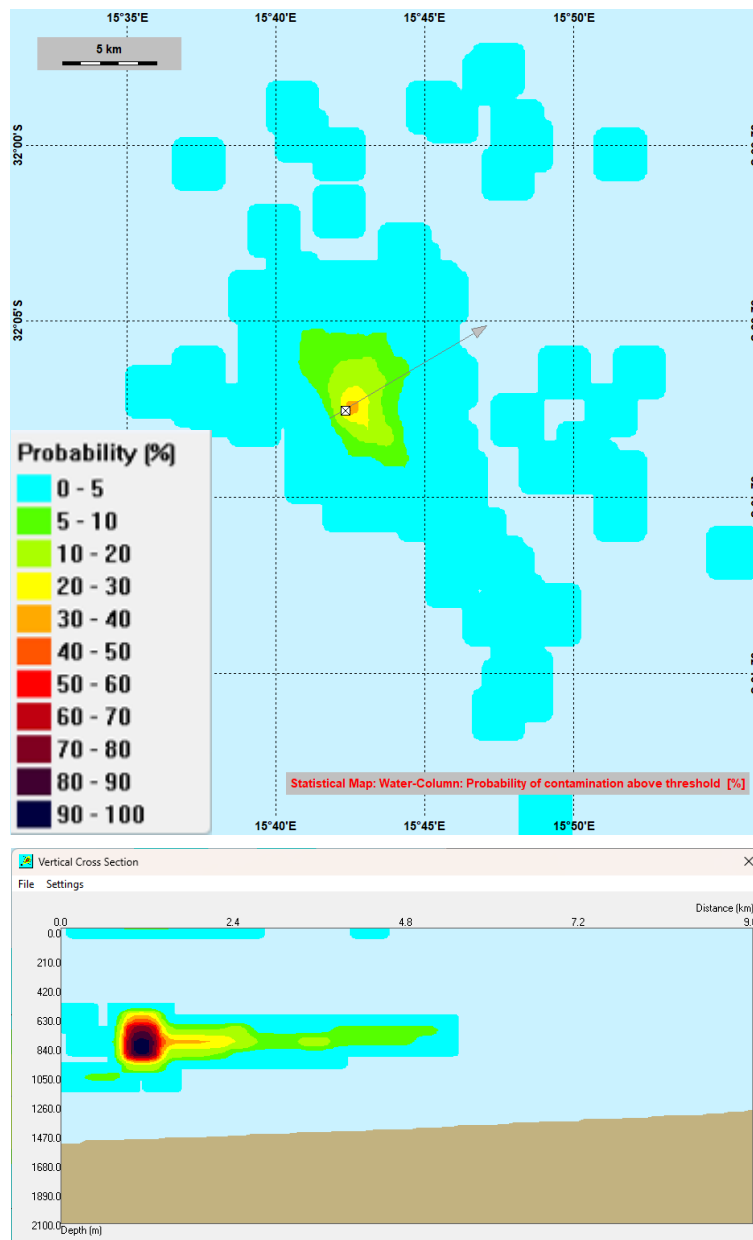 15°35'E 15°40'E 15°45'E 15°50'E
5 km
32°00'S
32°05'S
Probability (%)
0 - 5
5 - 10
10 - 20
20 - 30
30 - 40
40 - 50
50 - 60
60 - 70
70 - 80
80 - 90
90 - 100
Statistical Map: Water-Column: Probability of contamination above threshold [%]
15°40'E 15°45'E 15°50'E
Vertical Cross Section
File Settings
Distance (km)
0.0 2.4 4.8 7.2 9.
0.0
210.0
420.0
630.0
840.0
1050.0
1260.0
1470.0
1680.0
1890.0
2100.0
Depth (m)